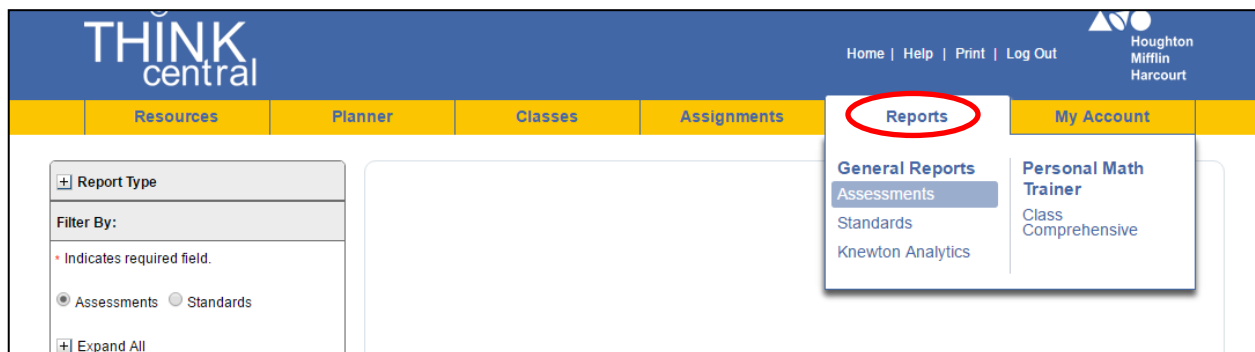 THINK
central
Home | Help | Print | Log Out
Houghton
Mifflin
Harcourt
Resources
Planner
Classes
Assignments
Reports
My Account
+ Report Type
Filter By:
* Indicates required field.
Assessments
Standards
+ Expand All
General Reports
Assessments
Standards
Knewton Analytics
Personal Math
Trainer
Class
Comprehensive